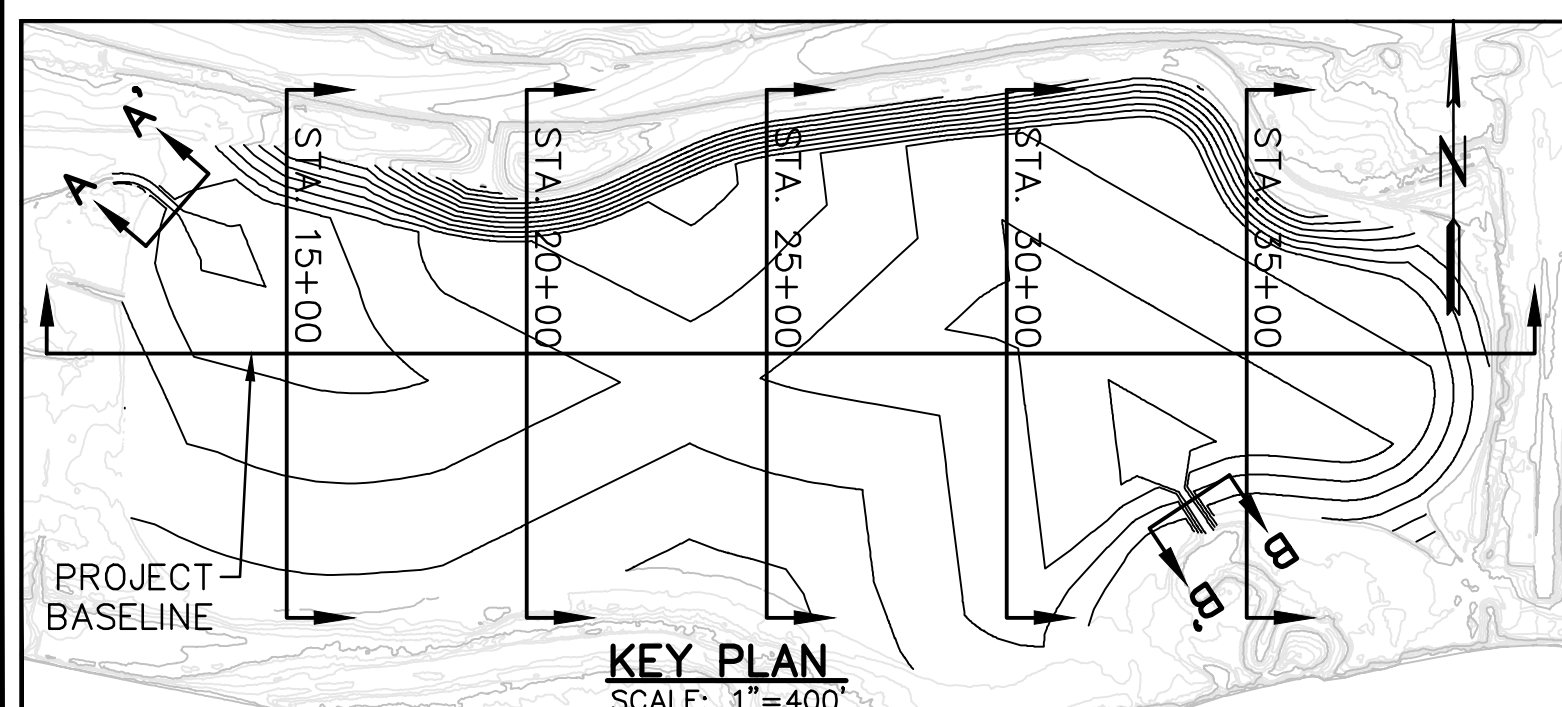 A'
A
STA. 15+00
STA. 20+00
STA. 25+00
STA. 30+00
STA. 35+00
N
PROJECT
BASELINE
B
B'
KEY PLAN
SCALE: 1"=400'